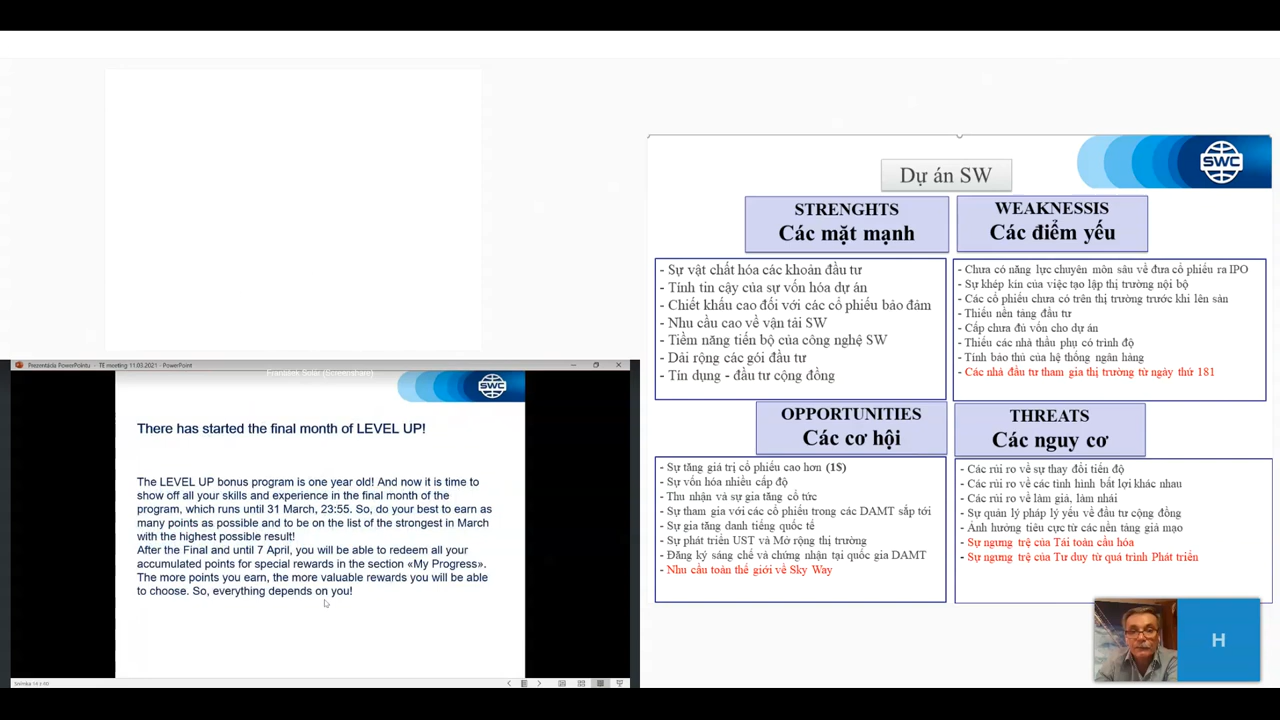 Prezentácia PowerPointu - TE meeting 11.03.2021 - PowerPoint
František Solár (Screenshare)
SWC
There has started the final month of LEVEL UP!
The LEVEL UP bonus program is one year old! And now it is time to
show off all your skills and experience in the final month of the
program, which runs until 31 March, 23:55. So, do your best to earn as
many points as possible and to be on the list of the strongest in March
with the highest possible result!
After the Final and until 7 April, you will be able to redeem all your
accumulated points for special rewards in the section «My Progress».
The more points you earn, the more valuable rewards you will be able
to choose. So, everything depends on you!
SWC
Dự án SW
STRENGHTS
Các mặt mạnh
- Sự vật chất hóa các khoản đầu tư
- Tính tin cậy của sự vốn hóa dự án
- Chiết khấu cao đối với các cổ phiếu bảo đảm
- Nhu cầu cao về vận tải SW
- Tiềm năng tiến bộ của công nghệ SW
- Dải rộng các gói đầu tư
- Tín dụng - đầu tư cộng đồng
WEAKNESSIS
Các điểm yếu
- Chưa có năng lực chuyên môn sâu về đưa cổ phiếu ra IPO
- Sự khép kín của việc tạo lập thị trường nội bộ
- Các cổ phiếu chưa có trên thị trường trước khi lên sàn
- Thiếu nền tảng đầu tư
- Cấp chưa đủ vốn cho dự án
- Thiếu các nhà thầu phụ có trình độ
- Tính bảo thủ của hệ thống ngân hàng
- Các nhà đầu tư tham gia thị trường từ ngày thứ 181
OPPORTUNITIES
Các cơ hội
- Sự tăng giá trị cổ phiếu cao hơn (1$)
- Sự vốn hóa nhiều cấp độ
- Thu nhận và sự gia tăng cổ tức
- Sự tham gia với các cổ phiếu trong các DAMT sắp tới
- Sự gia tăng danh tiếng quốc tế
- Sự phát triển UST và Mở rộng thị trường
- Đăng ký sáng chế và chứng nhận tại quốc gia DAMT
- Nhu cầu toàn thế giới về Sky Way
THREATS
Các nguy cơ
- Các rủi ro về sự thay đổi tiến độ
- Các rủi ro về các tình hình bất lợi khác nhau
- Các rủi ro về làm giả, làm nhái
- Sự quản lý pháp lý yếu về đầu tư cộng đồng
- Ảnh hưởng tiêu cực từ các nền tảng giả mạo
- Sự ngưng trệ của Tái toàn cầu hóa
- Sự ngưng trệ của Tư duy từ quá trình Phát triển
H